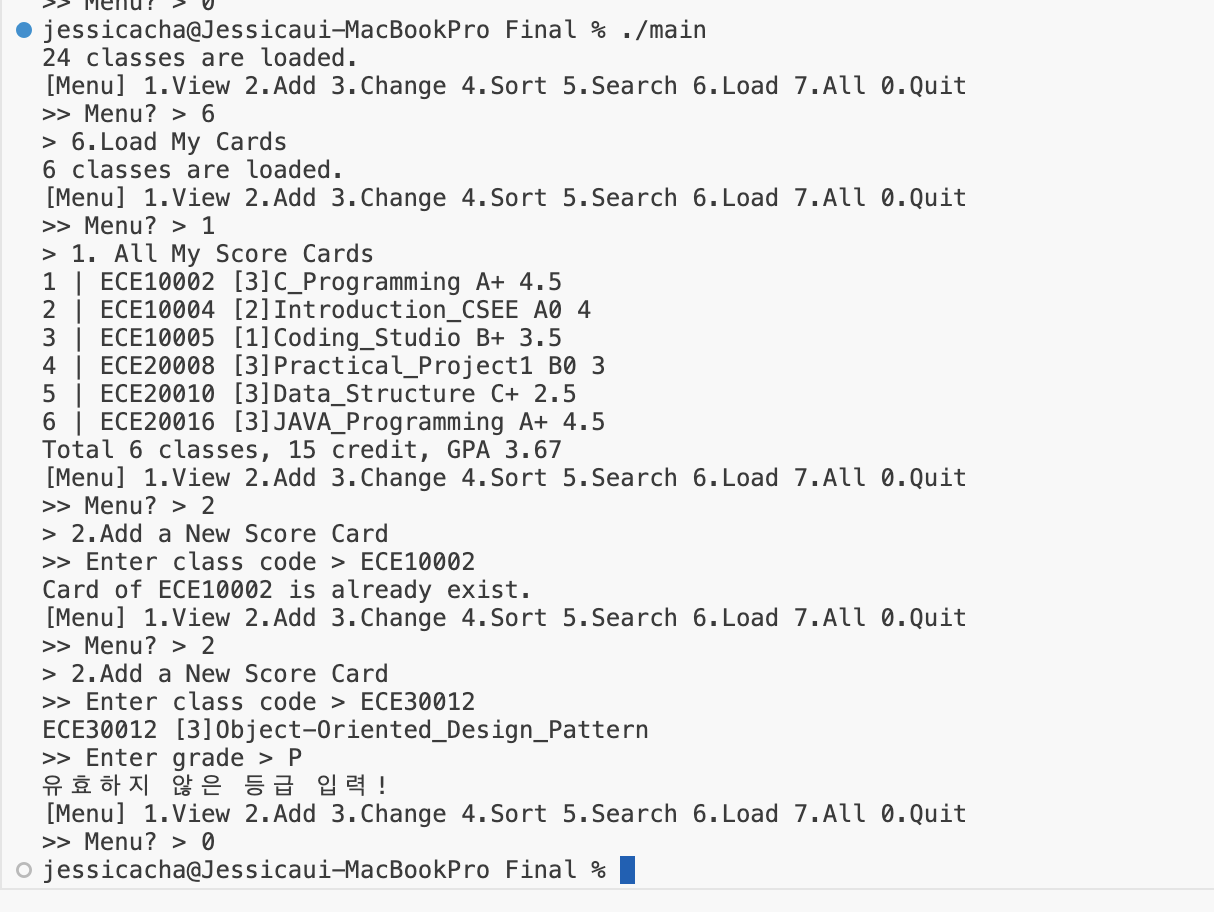 >> Menu? > 0
jessicacha@Jessicaui-MacBookPro Final % ./main
24 classes are loaded.
[Menu] 1.View 2.Add 3.Change 4.Sort 5.Search 6.Load 7.All 0.Quit
>> Menu? > 6
> 6.Load My Cards
6 classes are loaded.
[Menu] 1.View 2.Add 3.Change 4.Sort 5.Search 6.Load 7.All 0.Quit
>> Menu? > 1
> 1. All My Score Cards
1 | ECE10002 [3]C_Programming A+ 4.5
2 | ECE10004 [2]Introduction_CSEE A0 4
3 | ECE10005 [1]Coding_Studio B+ 3.5
4 | ECE20008 [3]Practical_Project1 B0 3
5 | ECE20010 [3]Data_Structure C+ 2.5
6 | ECE20016 [3]JAVA_Programming A+ 4.5
Total 6 classes, 15 credit, GPA 3.67
[Menu] 1.View 2.Add 3.Change 4.Sort 5.Search 6.Load 7.All 0.Quit
>> Menu? > 2
> 2.Add a New Score Card
>> Enter class code > ECE10002
Card of ECE10002 is already exist.
[Menu] 1.View 2.Add 3.Change 4.Sort 5.Search 6.Load 7.All 0.Quit
>> Menu? > 2
> 2.Add a New Score Card
>> Enter class code > ECE30012
ECE30012 [3]Object-Oriented_Design_Pattern
>> Enter grade > P
유효하지 않은 등급 입력!
[Menu] 1.View 2.Add 3.Change 4.Sort 5.Search 6.Load 7.All 0.Quit
>> Menu? > 0
jessicacha@Jessicaui-MacBookPro Final %